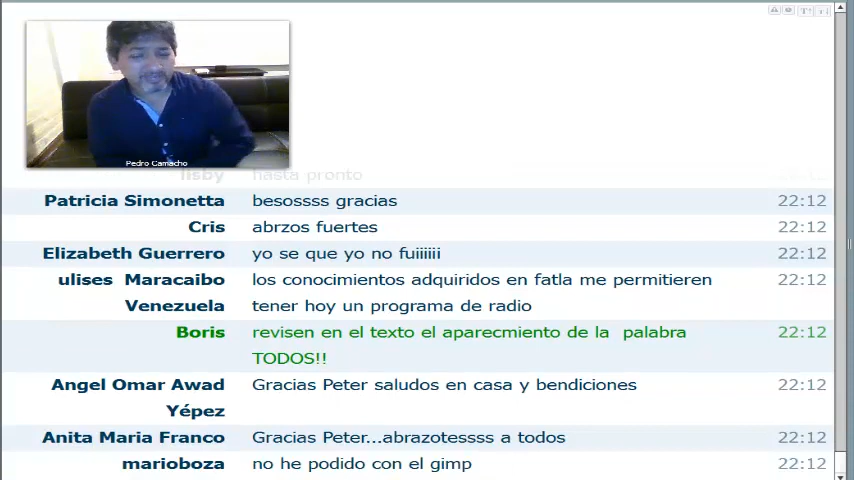 Pedro Camacho
lisby hasta pronto
Patricia Simonetta besossss gracias 22:12
Cris abrzos fuertes 22:12
Elizabeth Guerrero yo se que yo no fuiiiiii 22:12
ulises Maracaibo los conocimientos adquiridos en fatla me permitieren 22:12
Venezuela tener hoy un programa de radio
Boris revisen en el texto el aparecmiento de la palabra 22:12
TODOS!!
Angel Omar Awad Gracias Peter saludos en casa y bendiciones 22:12
Yépez
Anita Maria Franco Gracias Peter...abrazotessss a todos 22:12
marioboza no he podido con el gimp 22:12